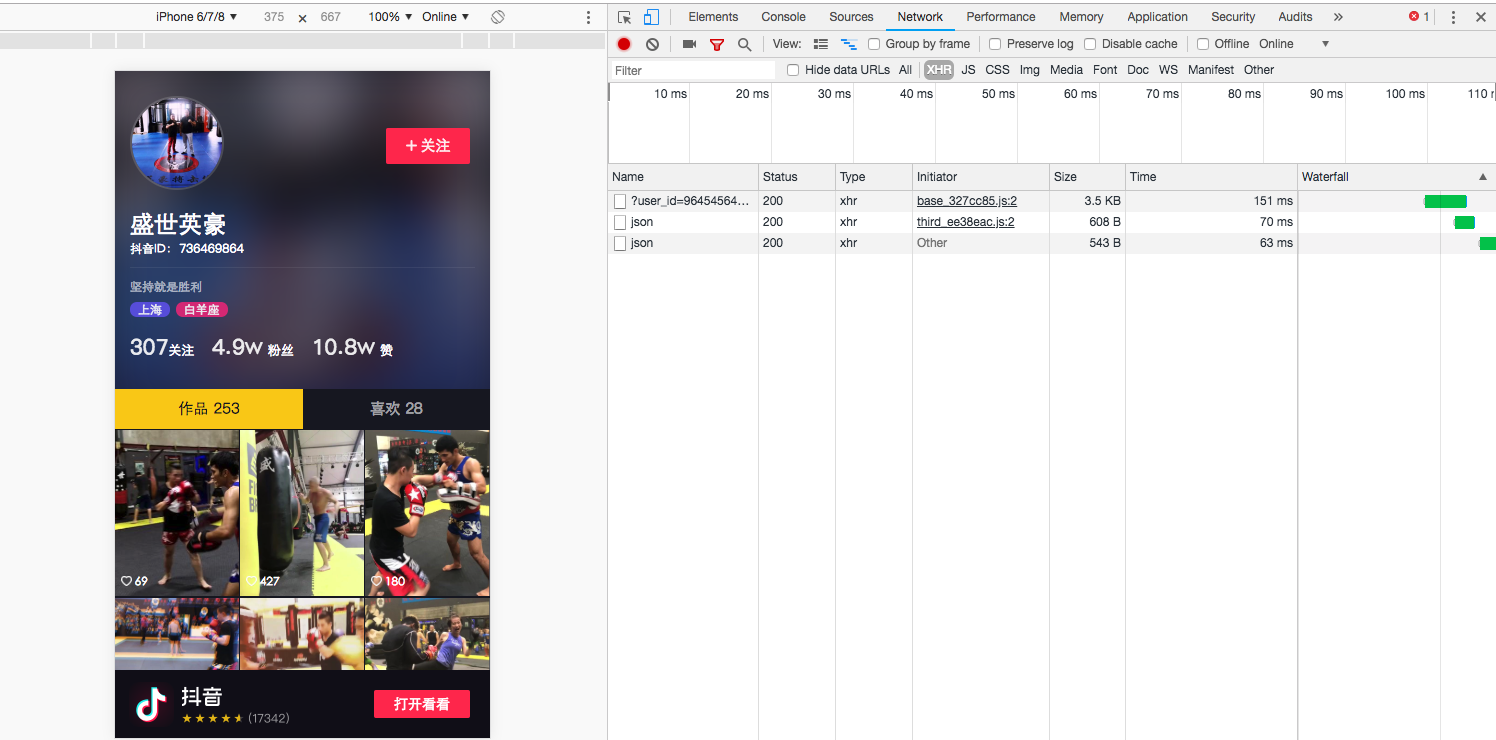 iPhone 6/7/8 ▼ 375 × 667 100% ▼ Online ▼
Elements Console Sources Network Performance Memory Application Security Audits » 1
View: Group by frame Preserve log Disable cache Offline Online ▼
Filter Hide data URLs All XHR JS CSS Img Media Font Doc WS Manifest Other
10 ms 20 ms 30 ms 40 ms 50 ms 60 ms 70 ms 80 ms 90 ms 100 ms 110
Name Status Type Initiator Size Time Waterfall ▲
?user_id=96454564… 200 xhr base_327cc85.js:2 3.5 KB 151 ms
json 200 xhr third_ee38eac.js:2 608 B 70 ms
json 200 xhr Other 543 B 63 ms
+ 关注
盛世英豪
抖音ID： 736469864
坚持就是胜利
上海 白羊座
307关注 4.9w 粉丝 10.8w 赞
作品 253 喜欢 28
69 427 180
抖音 打开看看
(17342)